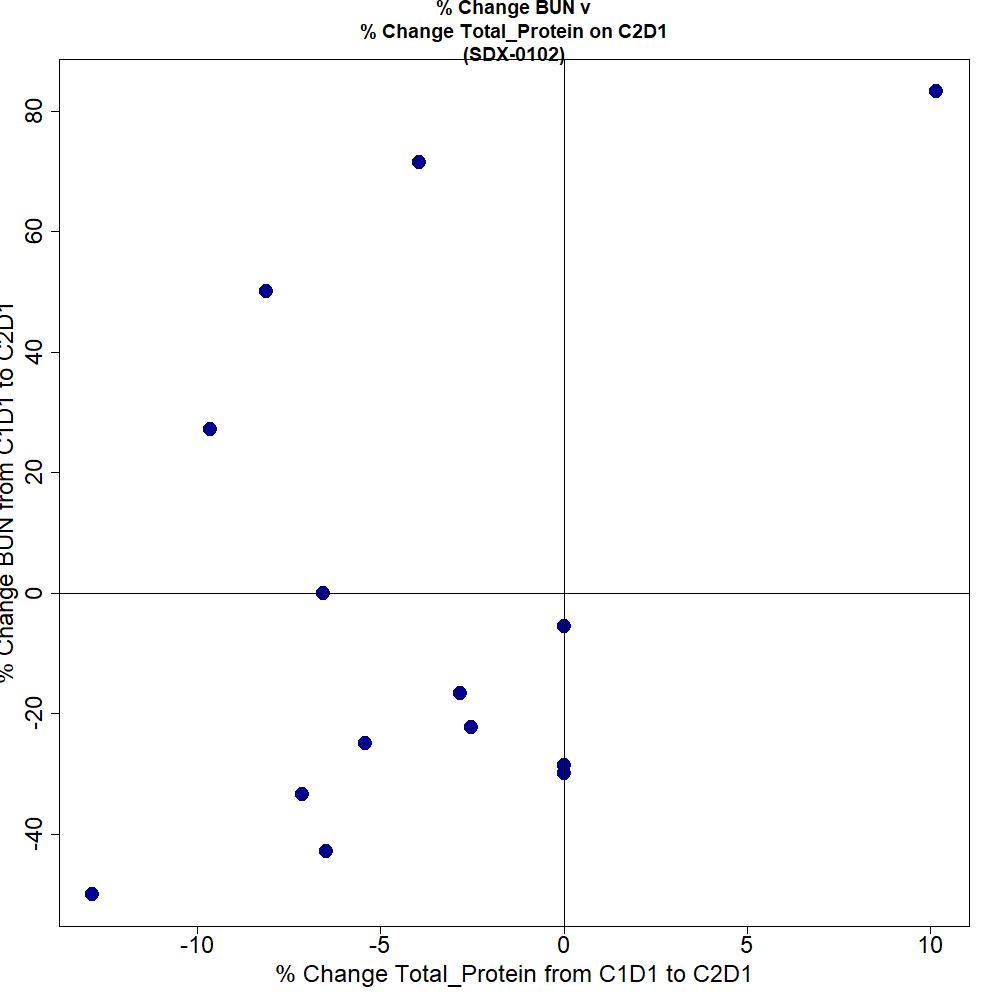 % Change BUN v
% Change Total_Protein on C2D1
(SDX-0102)
% Change BUN from C1D1 to C2D1
80
60
40
20
0
-20
-40
-10
-5
0
5
10
% Change Total_Protein from C1D1 to C2D1